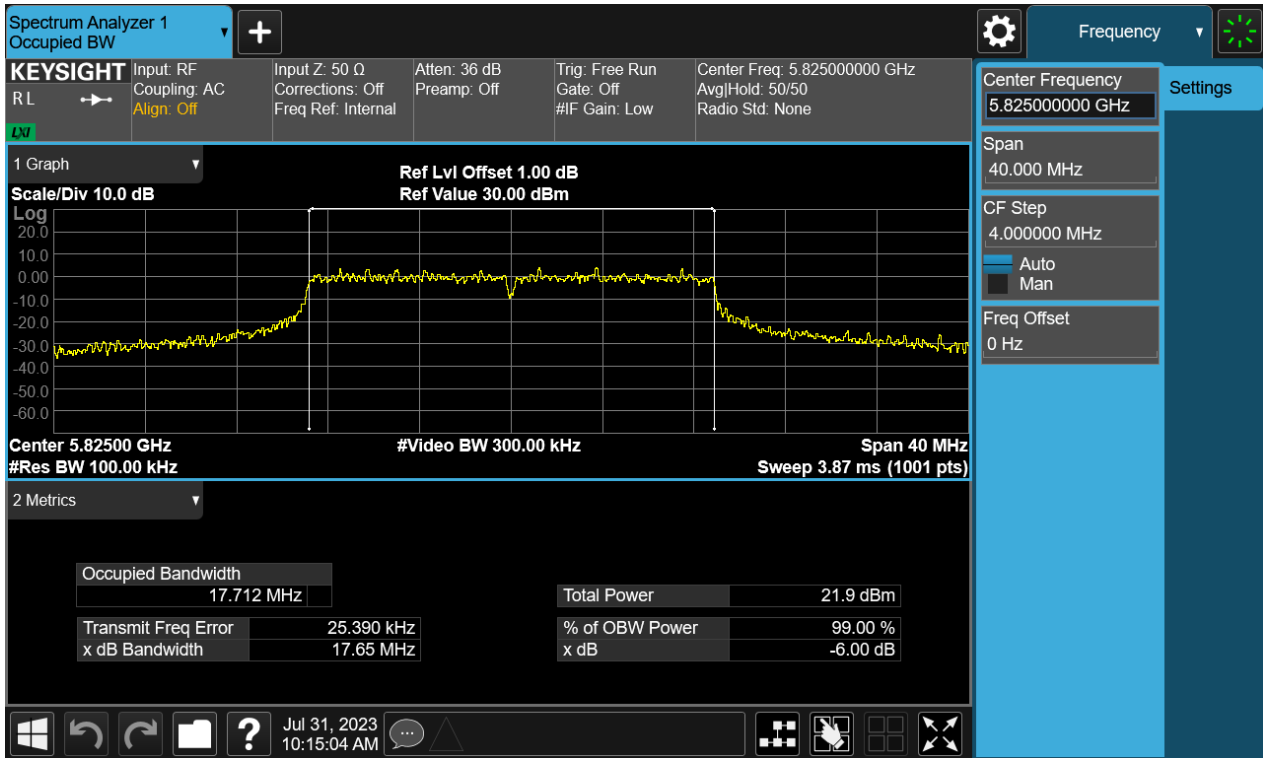 Spectrum Analyzer 1
Occupied BW
Frequency
KEYSIGHT
R L
LXI
Input: RF
Coupling: AC
Align: Off
Input Z: 50 Ω
Corrections: Off
Freq Ref: Internal
Atten: 36 dB
Preamp: Off
Trig: Free Run
Gate: Off
#IF Gain: Low
Center Freq: 5.825000000 GHz
Avg|Hold: 50/50
Radio Std: None
1 Graph
Scale/Div 10.0 dB
Ref Lvl Offset 1.00 dB
Ref Value 30.00 dBm
Log
20.0
10.0
0.00
-10.0
-20.0
-30.0
-40.0
-50.0
-60.0
Center 5.82500 GHz
#Video BW 300.00 kHz
Span 40 MHz
#Res BW 100.00 kHz
Sweep 3.87 ms (1001 pts)
2 Metrics
Occupied Bandwidth
17.712 MHz
Transmit Freq Error 25.390 kHz
x dB Bandwidth 17.65 MHz
Total Power 21.9 dBm
% of OBW Power 99.00 %
x dB -6.00 dB
Center Frequency
5.825000000 GHz
Settings
Span
40.000 MHz
CF Step
4.000000 MHz
Auto
Man
Freq Offset
0 Hz
?
Jul 31, 2023
10:15:04 AM